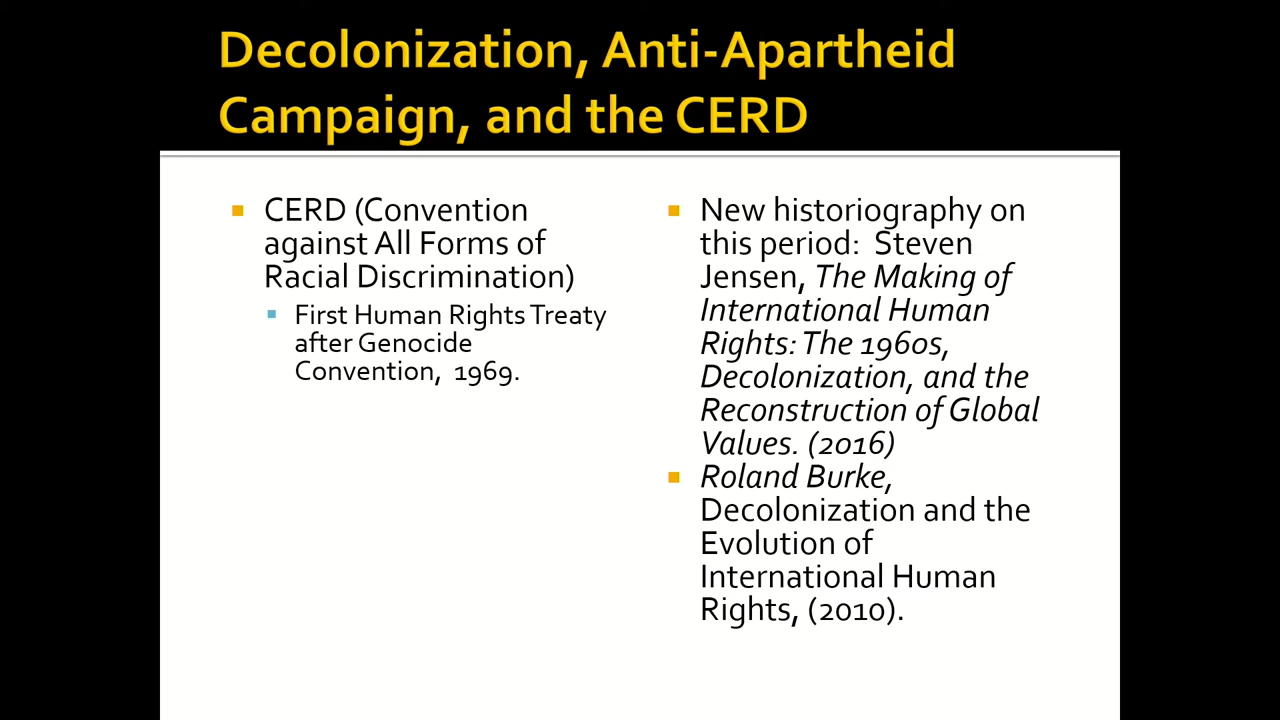 Decolonization, Anti-Apartheid
Campaign, and the CERD
CERD (Convention
against All Forms of
Racial Discrimination)
First Human Rights Treaty
after Genocide
Convention, 1969.
New historiography on
this period: Steven
Jensen, The Making of
International Human
Rights: The 1960s,
Decolonization, and the
Reconstruction of Global
Values. (2016)
Roland Burke,
Decolonization and the
Evolution of
International Human
Rights, (2010).